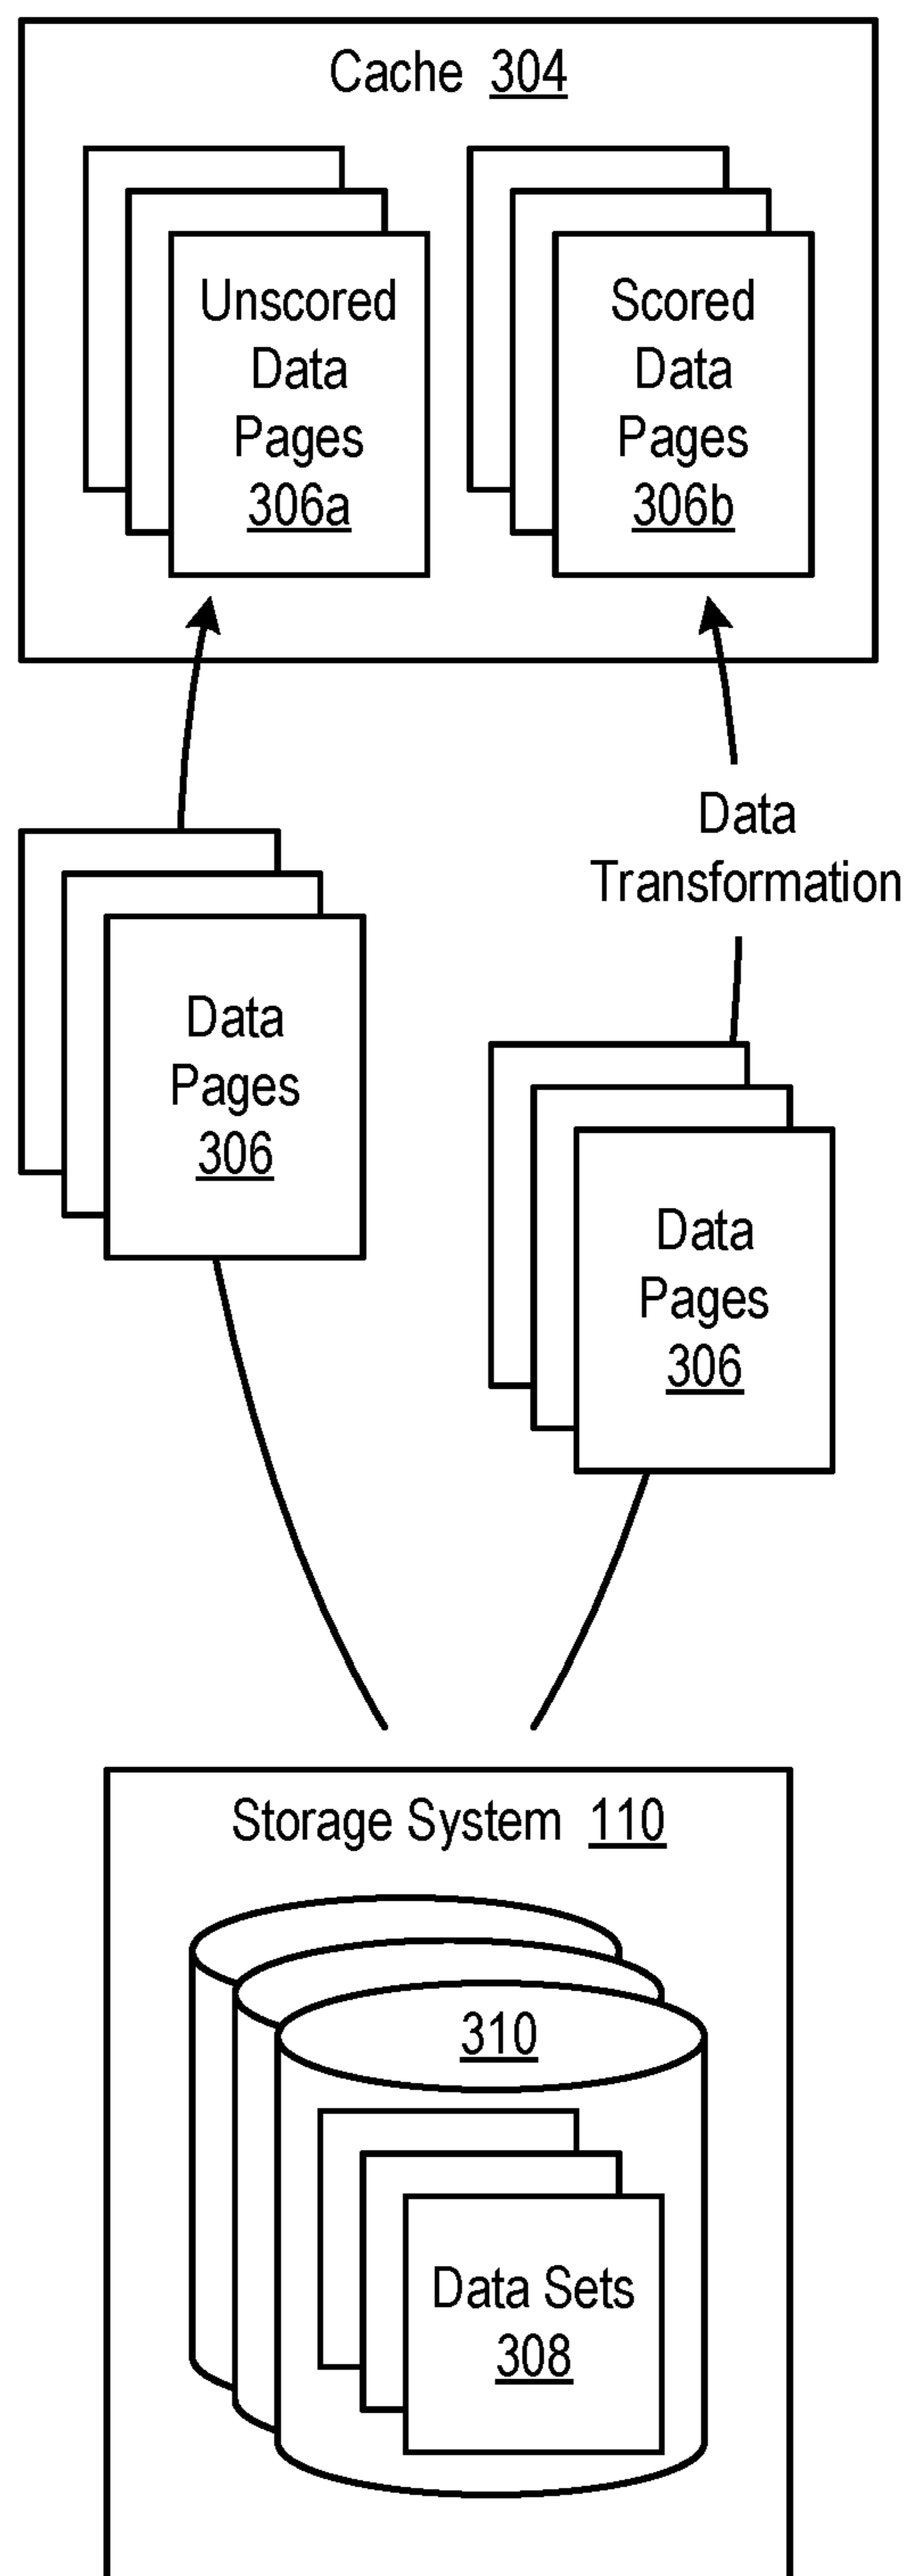 Cache 304
Unscored
Data
Pages
306a
Scored
Data
Pages
306b
Data
Transformation
Data
Pages
306
Data
Pages
306
Storage System 110
310
Data Sets
308